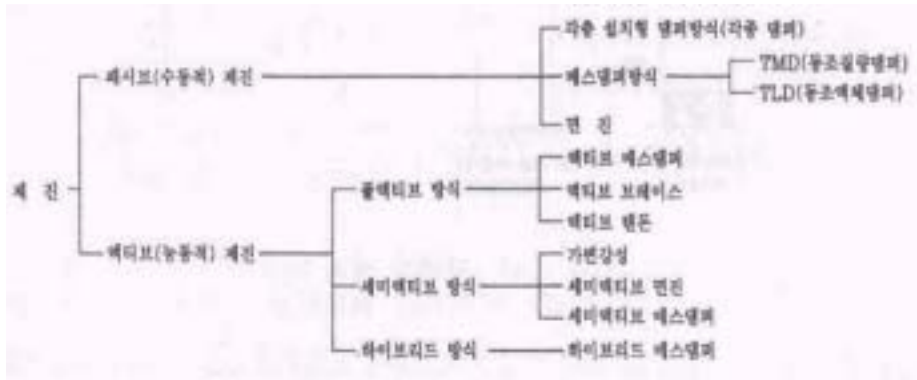 각층 설치형 댐퍼방식(각종 댐퍼)
패시브(수동적) 제진
매스댐퍼방식
TMD(동조질량댐퍼)
TLD(동조액체댐퍼)
면 진
제 진
액티브(능동적) 제진
풀액티브 방식
액티브 매스댐퍼
액티브 브레이스
액티브 텐돈
세미액티브 방식
가변강성
세미액티브 면진
세미액티브 매스댐퍼
하이브리드 방식
하이브리드 매스댐퍼